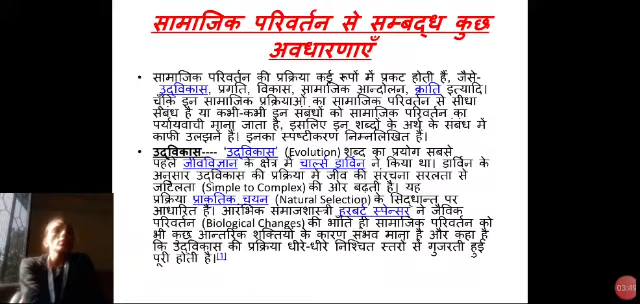 सामाजिक परिवर्तन से सम्बद्ध कुछ
अवधारणाएँ
• सामाजिक परिवर्तन की प्रक्रिया कई रूपों में प्रकट होती हैं, जैसे-
उद्विकास, प्रगति, विकास, सामाजिक आन्दोलन, क्रांति इत्यादि।
चूँकि इन सामाजिक प्रक्रियाओं का सामाजिक परिवर्तन से सीधा
संबंध है या कभी-कभी इन संबंधों को सामाजिक परिवर्तन का
पर्यायवाची माना जाता है, इसलिए इन शब्दों के अर्थ के संबंध में
काफी उलझनें हैं। इनका स्पष्टीकरण निम्नलिखित है।
• उद्विकास---- 'उद्विकास' (Evolution) शब्द का प्रयोग सबसे
पहले जीवविज्ञान के क्षेत्र में चार्ल्स डार्विन ने किया था। डार्विन के
अनुसार उद्विकास की प्रक्रिया में जीव की संरचना सरलता से
जटिलता (Simple to Complex) की ओर बढ़ती है। यह
प्रक्रिया प्राकृतिक चयन (Natural Selection) के सिद्धान्त पर
आधारित है। आरंभिक समाजशास्त्री हरबर्ट स्पेन्सर ने जैविक
परिवर्तन (Biological Changes) की भाँति ही सामाजिक परिवर्तन को
भी कुछ आन्तरिक शक्तियों के कारण संभव माना है और कहा है
कि उद्विकास की प्रक्रिया धीरे-धीरे निश्चित स्तरों से गुजरती हुई
पूरी होती है।[1]
03:49